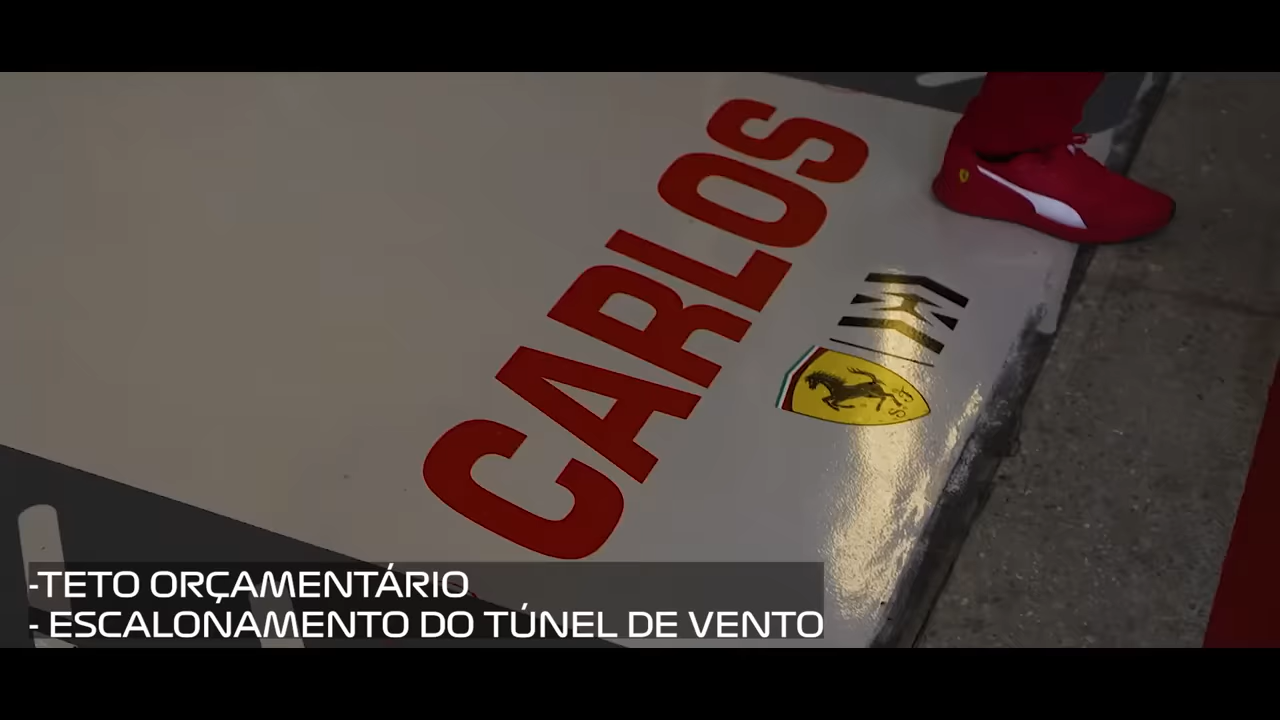 CARLOS
S F
-TETO ORÇAMENTÁRIO
- ESCALONAMENTO DO TÚNEL DE VENTO